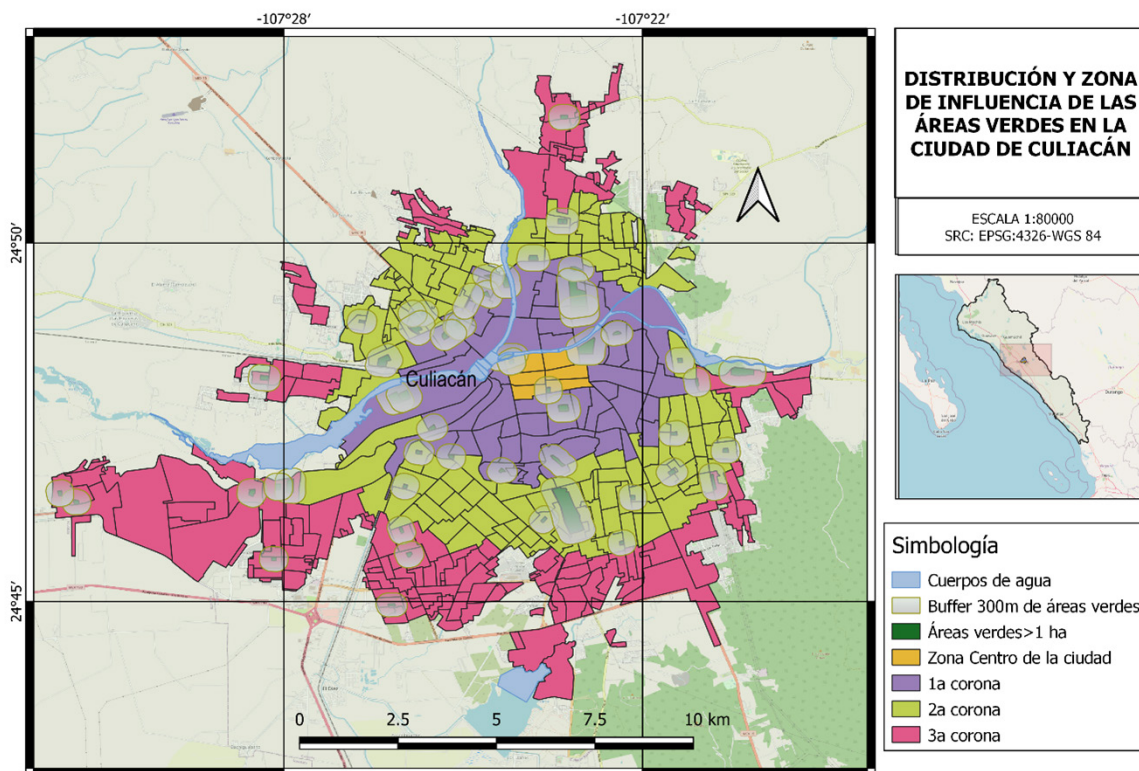 -107°28'
-107°22'
24°50'
24°45'
Culiacán
0 2.5 5 7.5 10 km
DISTRIBUCIÓN Y ZONA
DE INFLUENCIA DE LAS
ÁREAS VERDES EN LA
CIUDAD DE CULIACÁN
ESCALA 1:80000
SRC: EPSG:4326-WGS 84
Simbología
Cuerpos de agua
Buffer 300m de áreas verdes
Áreas verdes>1 ha
Zona Centro de la ciudad
1a corona
2a corona
3a corona